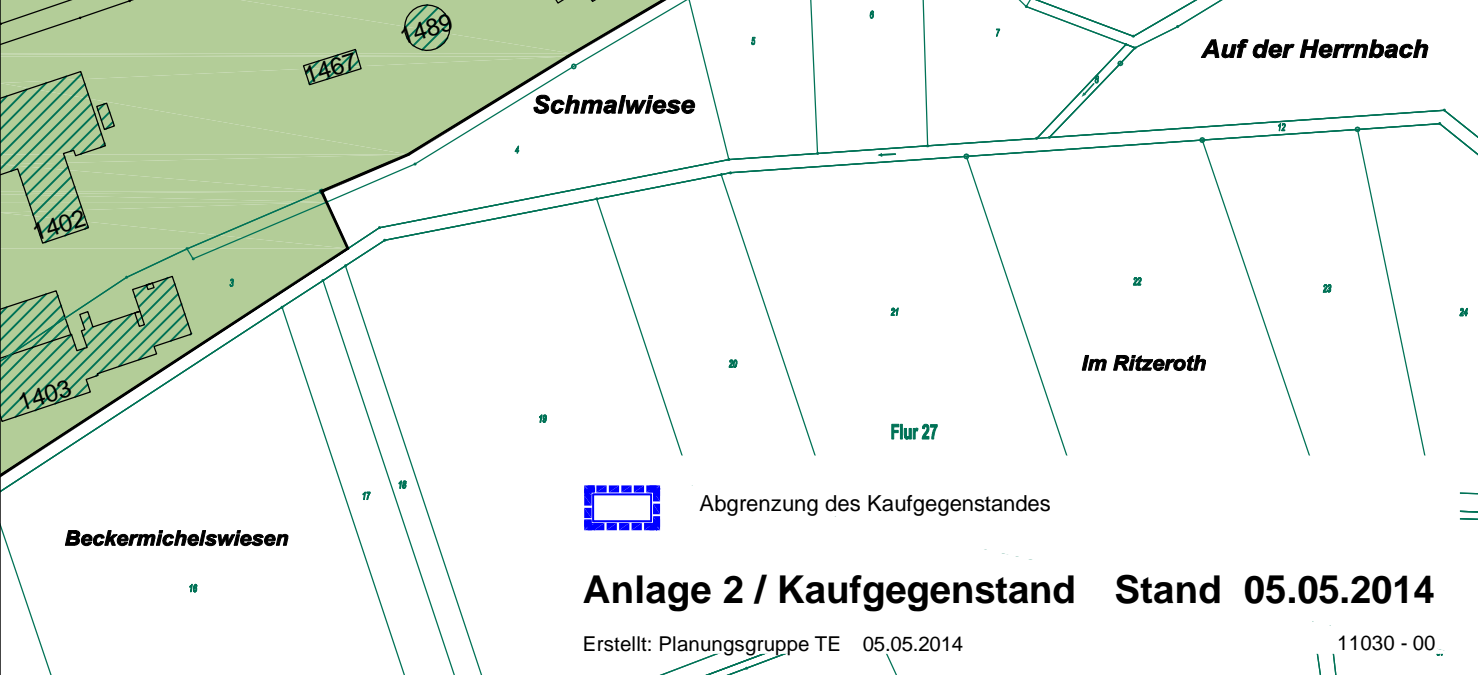 1489
6
7
5
Auf der Herrnbach
1467
8
Schmalwiese
12
4
1402
3
22
23
21
24
20
Im Ritzeroth
1403
19
Flur 27
18
17
Abgrenzung des Kaufgegenstandes
Beckermichelswiesen
16
Anlage 2 / Kaufgegenstand Stand 05.05.2014
Erstellt: Planungsgruppe TE 05.05.2014
11030 - 00